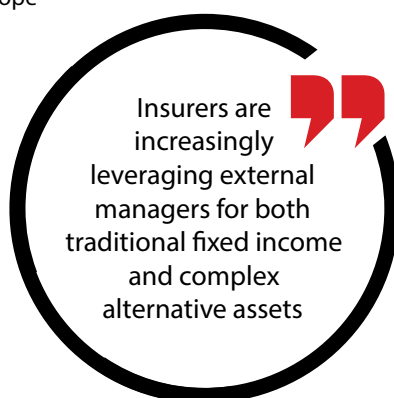 Insurers are
increasingly
leveraging external
managers for both
traditional fixed income
and complex
alternative assets